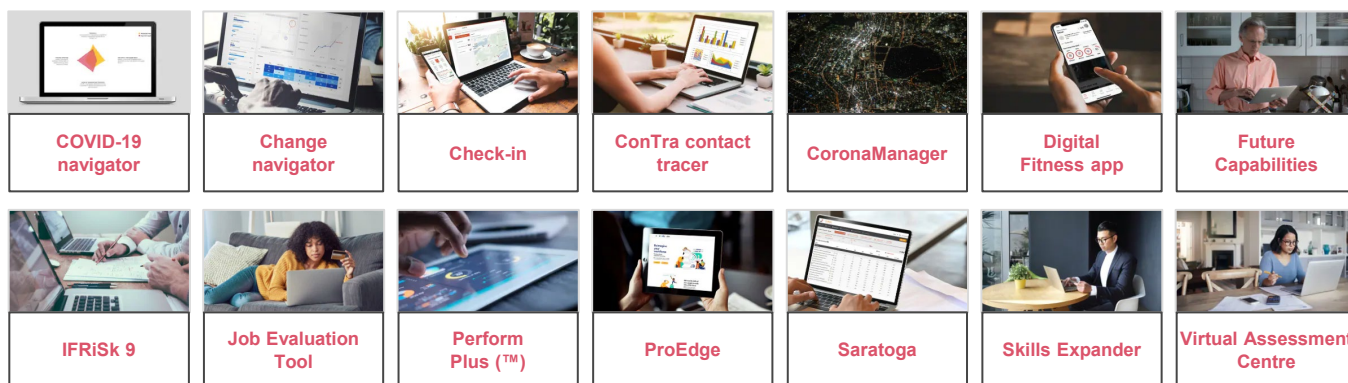 COVID-19
navigator
Change
navigator
Check-in
ConTra contact
tracer
CoronaManager
Digital
Fitness app
Future
Capabilities
IFRiSk 9
Job Evaluation
Tool
Perform
Plus (™)
ProEdge
Saratoga
Skills Expander
Virtual Assessment
Centre